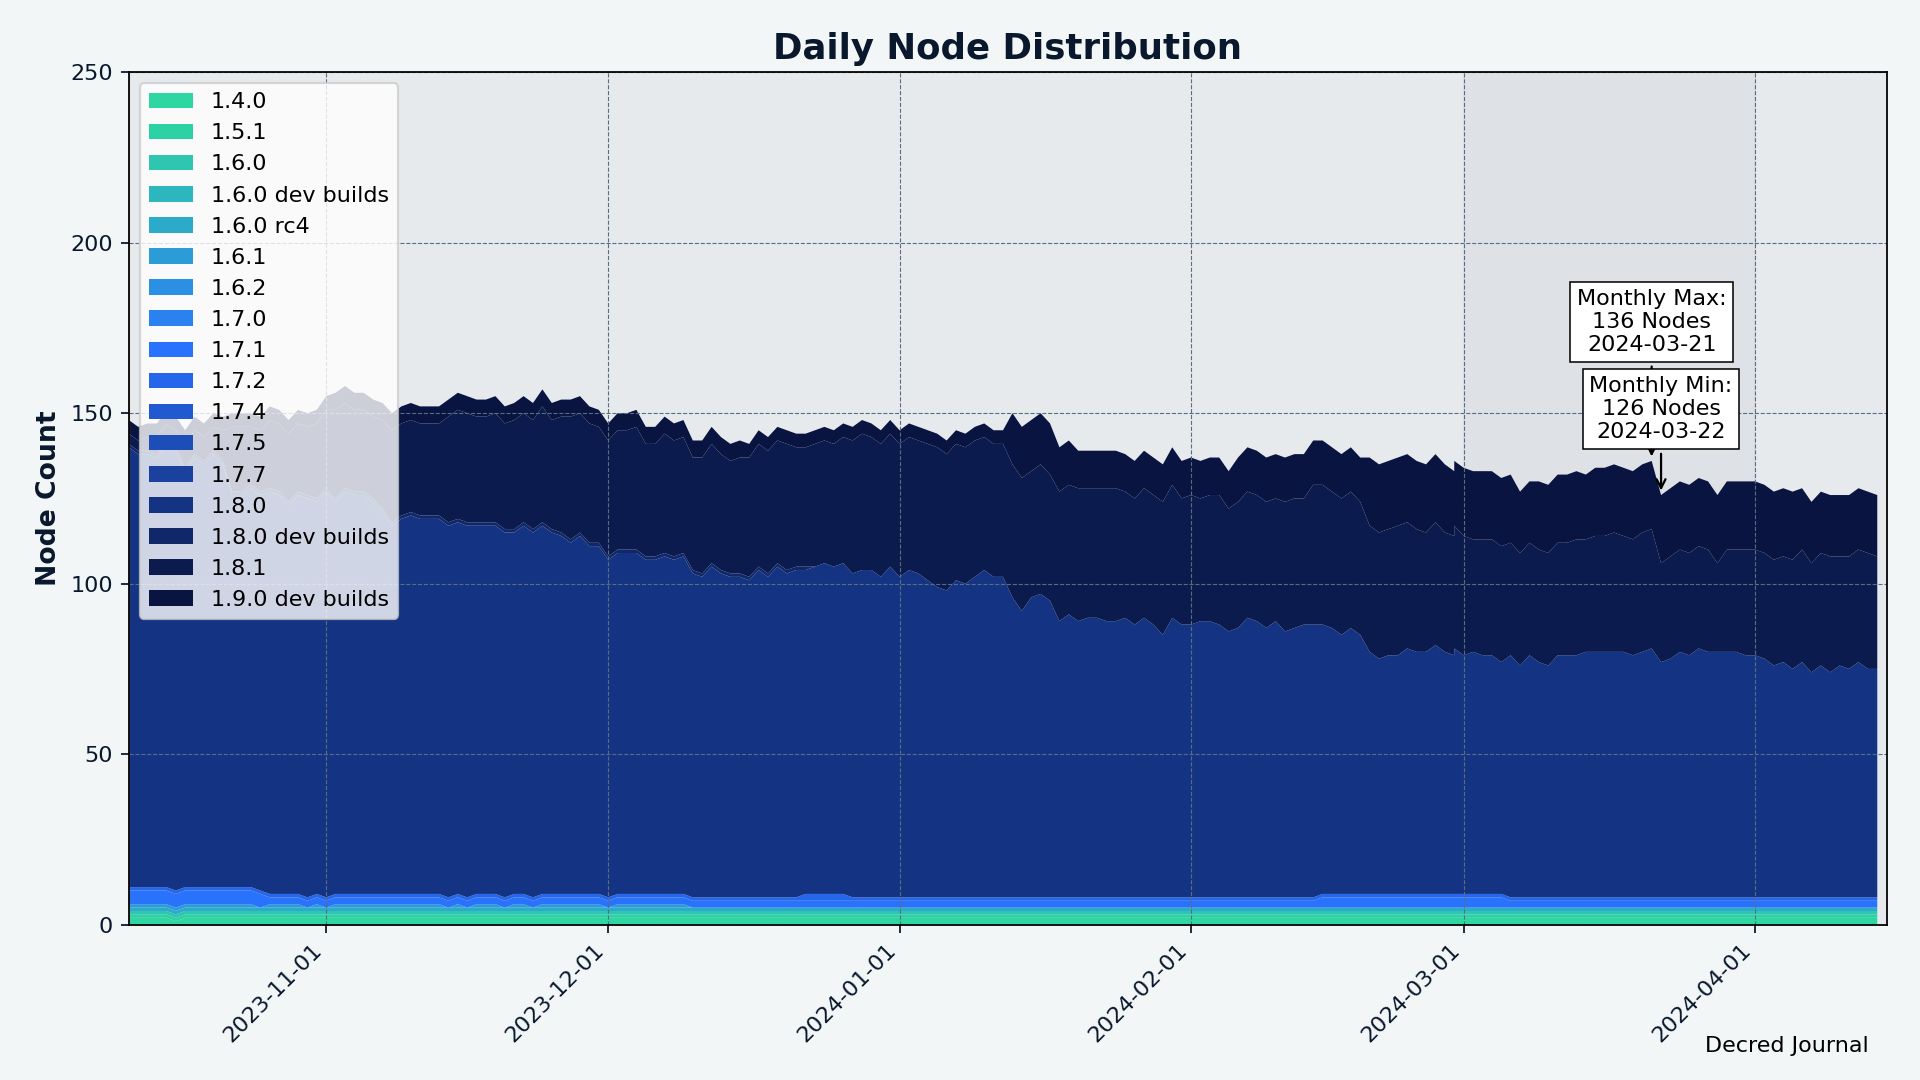 Daily Node Distribution
Node Count
250
200
150
100
50
0
1.4.0
1.5.1
1.6.0
1.6.0 dev builds
1.6.0 rc4
1.6.1
1.6.2
1.7.0
1.7.1
1.7.2
1.7.4
1.7.5
1.7.7
1.8.0
1.8.0 dev builds
1.8.1
1.9.0 dev builds
Monthly Max:
136 Nodes
2024-03-21
Monthly Min:
126 Nodes
2024-03-22
2023-11-01
2023-12-01
2024-01-01
2024-02-01
2024-03-01
2024-04-01
Decred Journal